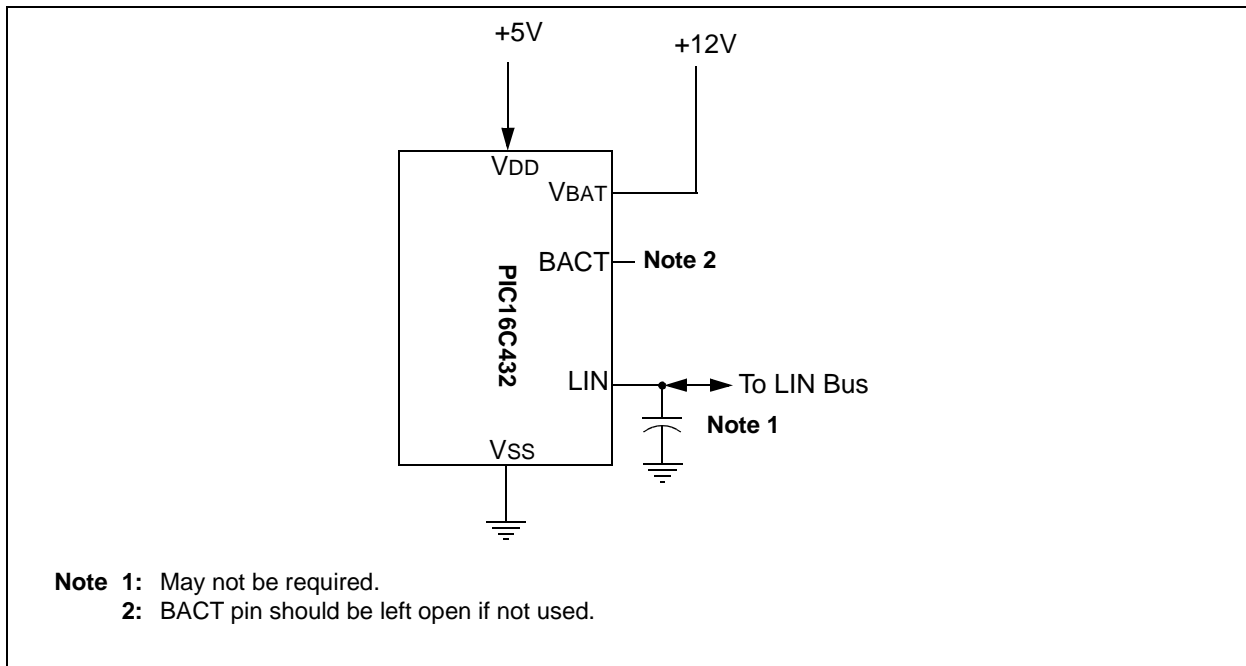 +5V
+12V
VDD
VBAT
BACT
Note 2
PIC16C432
LIN
To LIN Bus
Note 1
VSS
Note 1: May not be required.
2: BACT pin should be left open if not used.